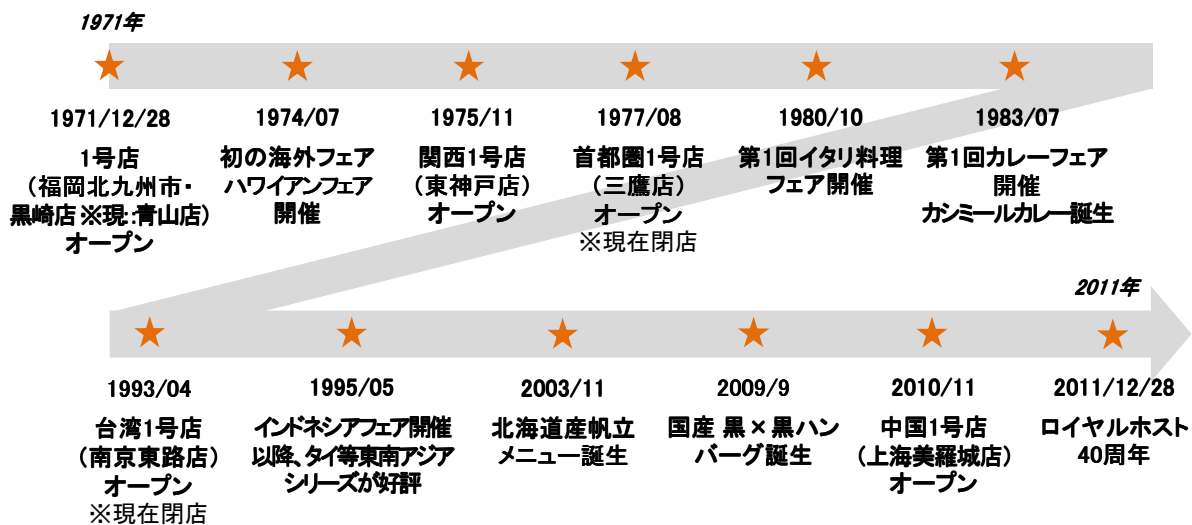 1971年
1971/12/28
1号店
（福岡北九州市・
黒崎店 ※現：青山店）
オープン
1974/07
初の海外フェア
ハワイアンフェア
開催
1975/11
関西1号店
（東神戸店）
オープン
1977/08
首都圏1号店
（三鷹店）
オープン
※現在閉店
1980/10
第1回イタリ料理
フェア開催
1983/07
第1回カレーフェア
開催
カシミールカレー誕生
2011年
1993/04
台湾1号店
（南京東路店）
オープン
※現在閉店
1995/05
インドネシアフェア開催
以降、タイ等東南アジア
シリーズが好評
2003/11
北海道産帆立
メニュー誕生
2009/9
国産 黒×黒ハン
バーグ誕生
2010/11
中国1号店
（上海美羅城店）
オープン
2011/12/28
ロイヤルホスト
40周年